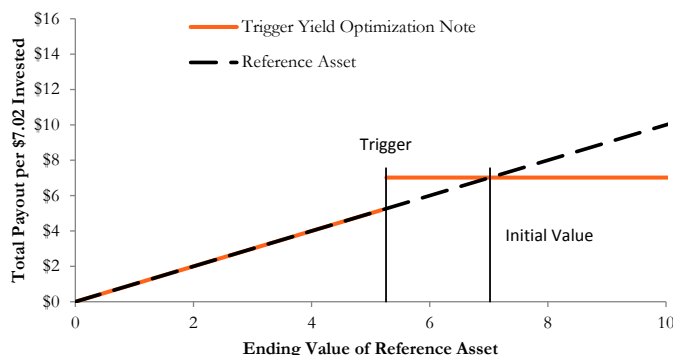 $16
$14
$12
$10
$8
$6
$4
$2
$0
Total Payout per $7.02 Invested
Trigger Yield Optimization Note
Reference Asset
Trigger
Initial Value
0
2
4
6
8
10
Ending Value of Reference Asset